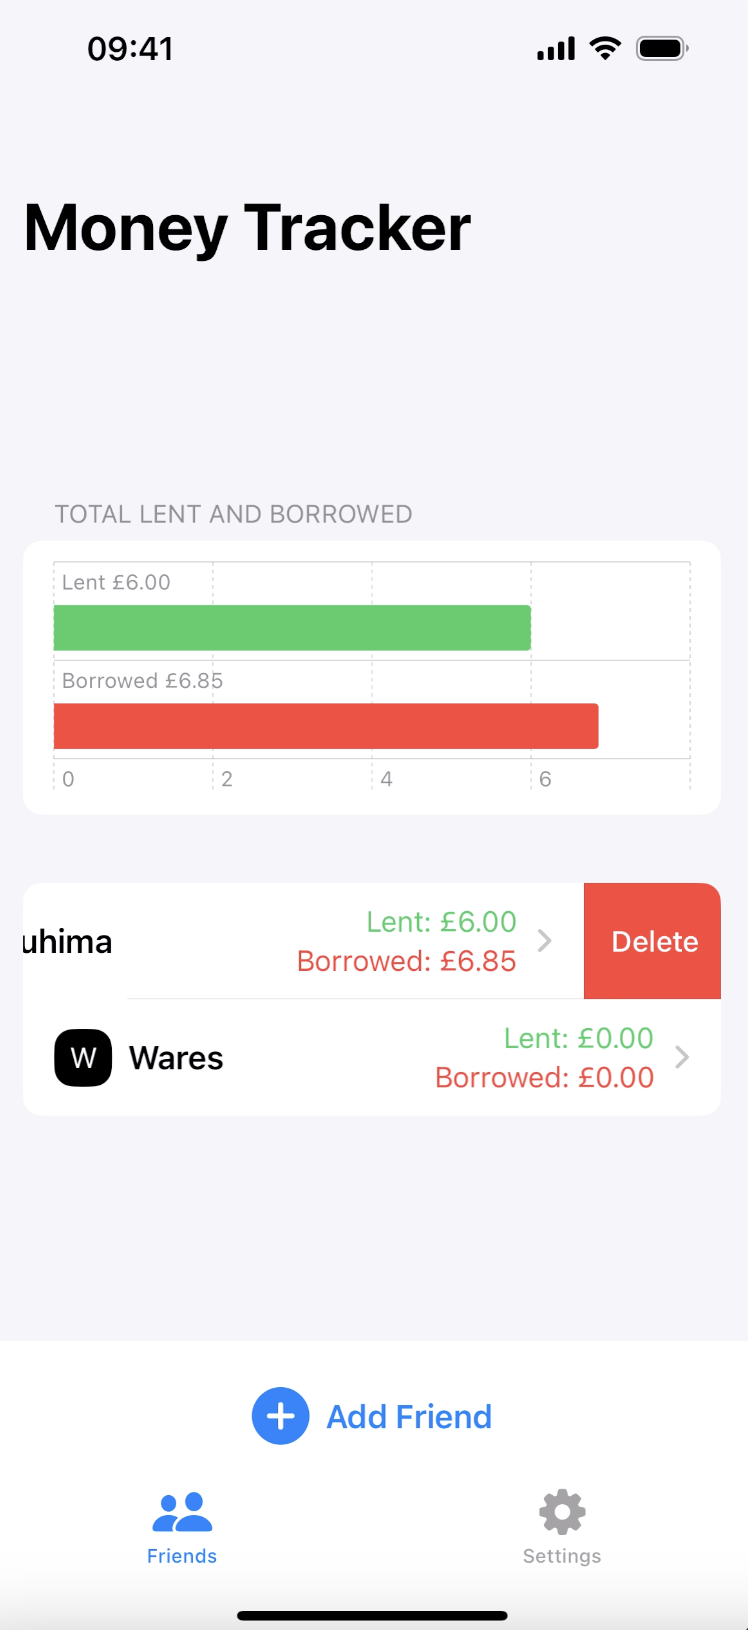 09:41
Money Tracker
TOTAL LENT AND BORROWED
Lent £6.00
Borrowed £6.85
0 2 4 6
uhima
Lent: £6.00
Borrowed: £6.85
Delete
W Wares
Lent: £0.00
Borrowed: £0.00
Add Friend
Friends Settings